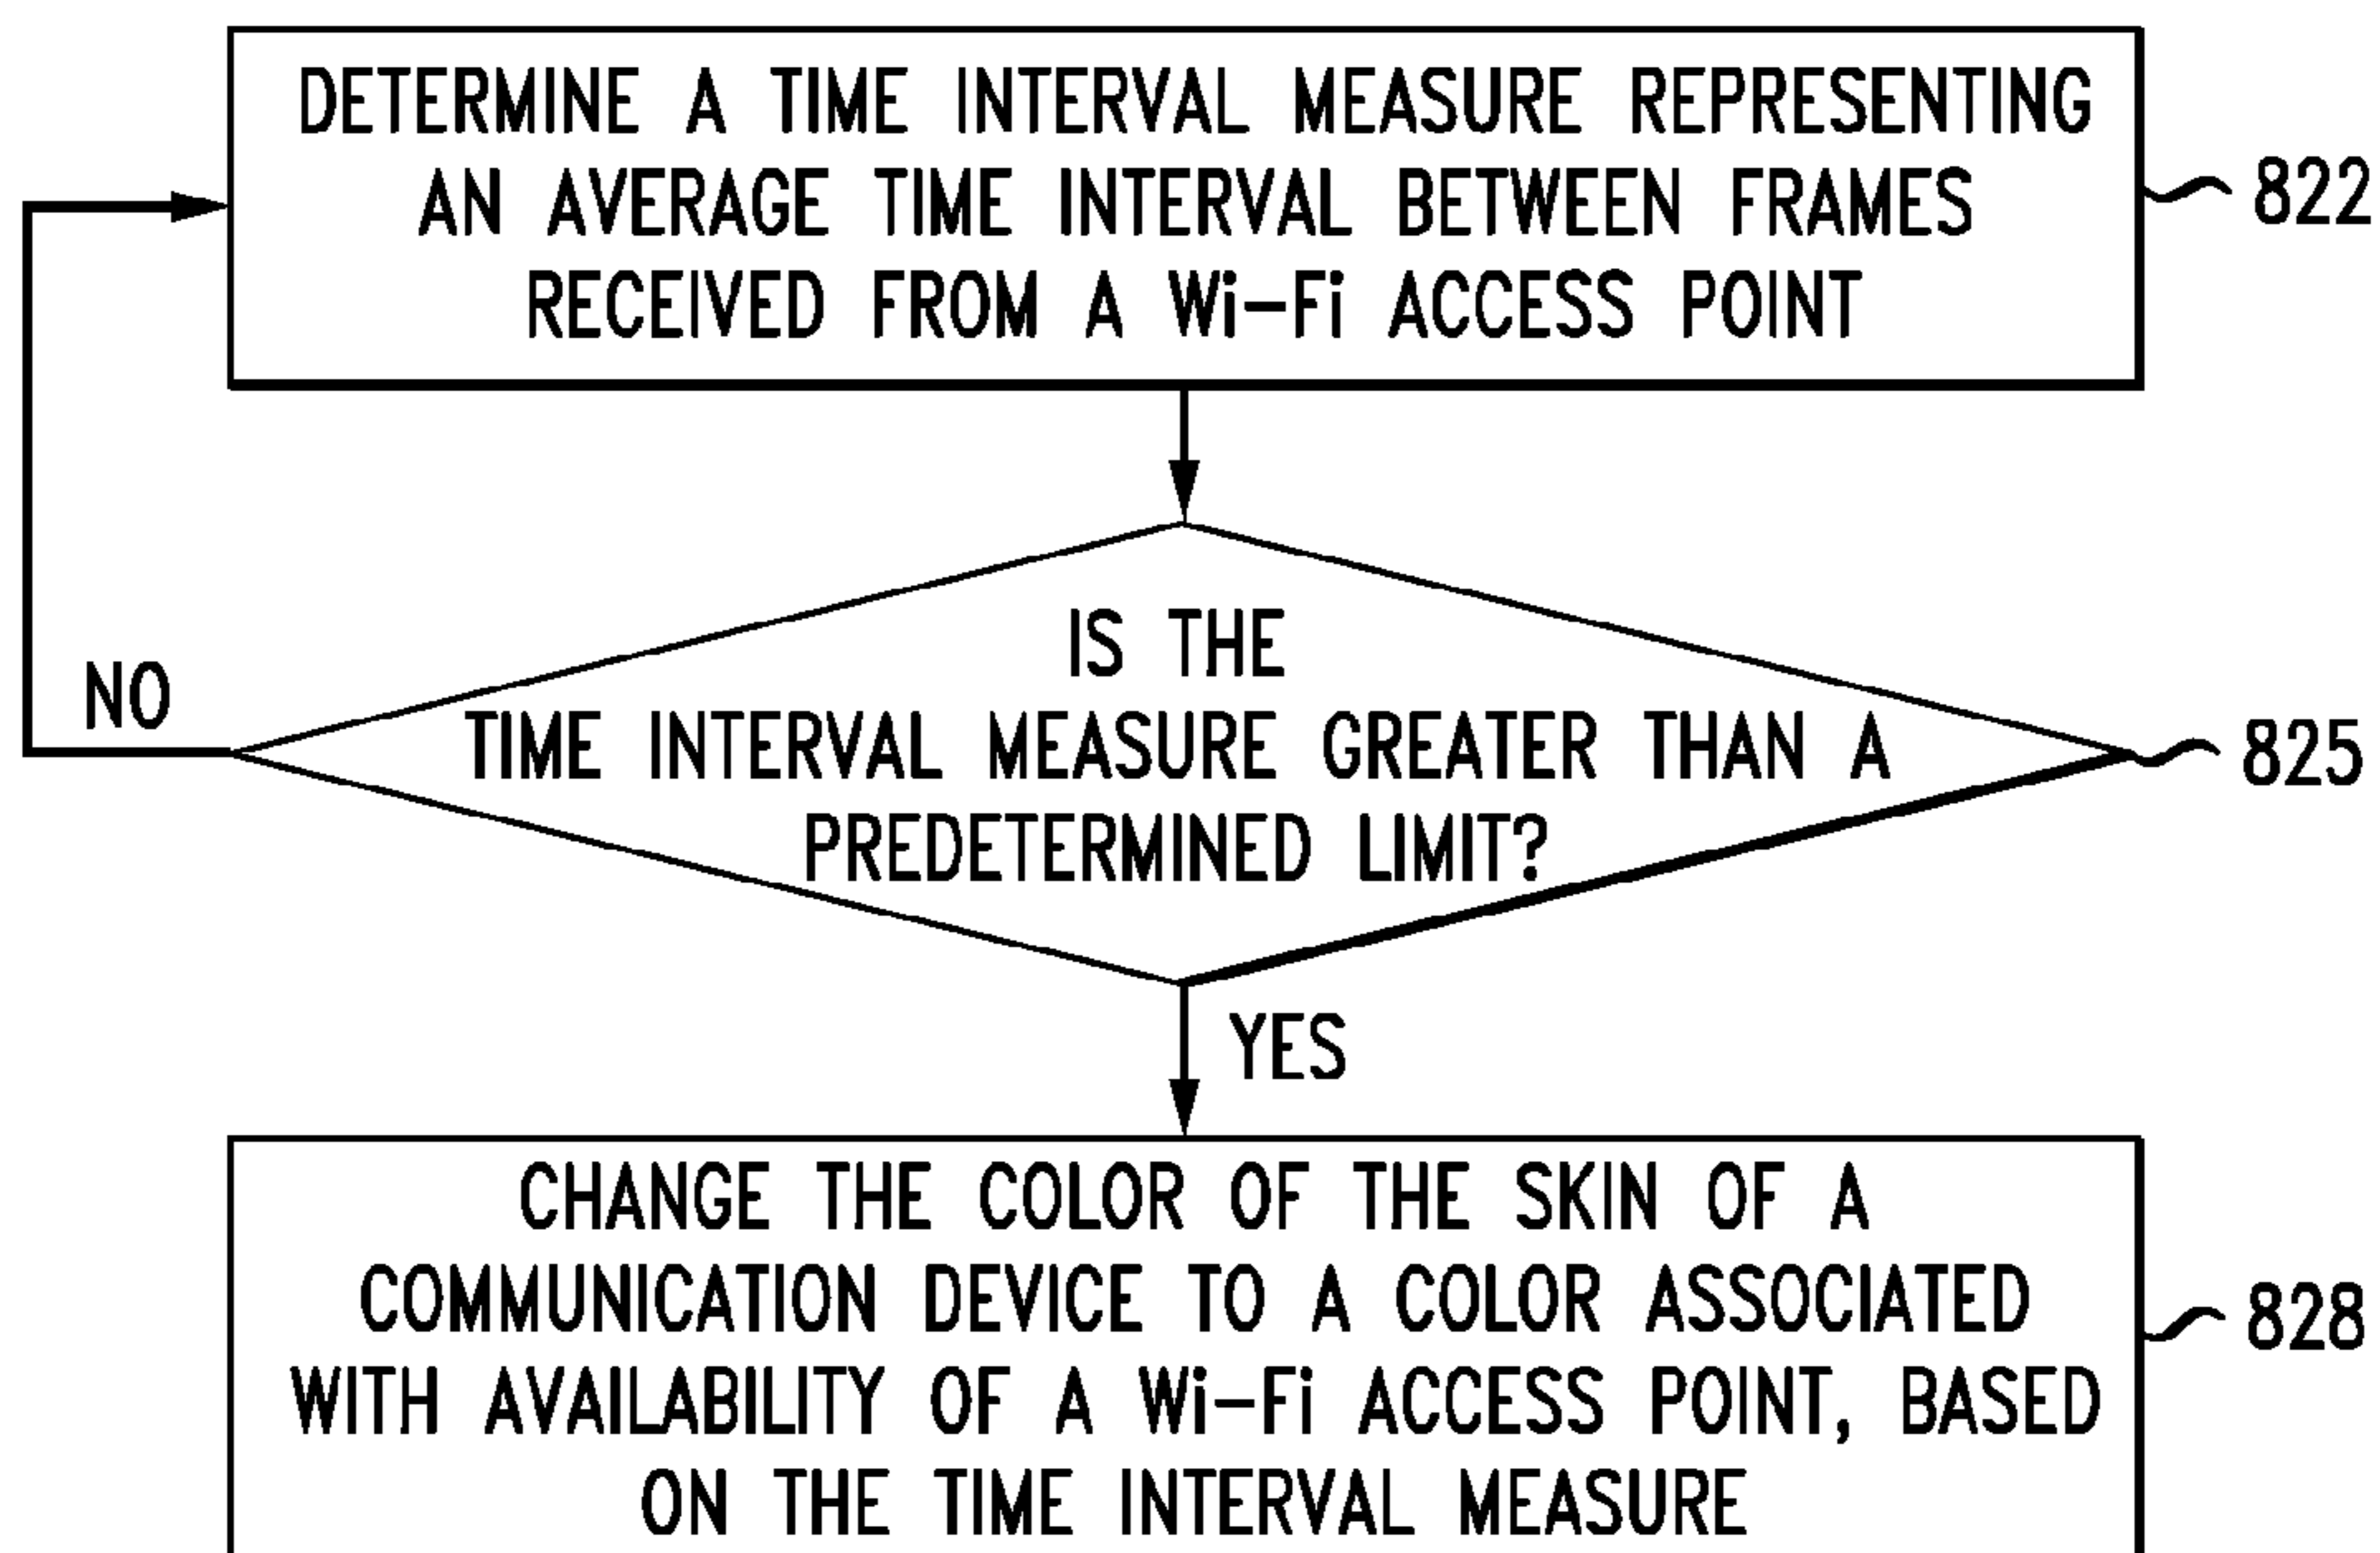 DETERMINE A TIME INTERVAL MEASURE REPRESENTING
AN AVERAGE TIME INTERVAL BETWEEN FRAMES
RECEIVED FROM A Wi-Fi ACCESS POINT
822
IS THE
TIME INTERVAL MEASURE GREATER THAN A
PREDETERMINED LIMIT?
NO
825
YES
CHANGE THE COLOR OF THE SKIN OF A
COMMUNICATION DEVICE TO A COLOR ASSOCIATED
WITH AVAILABILITY OF A Wi-Fi ACCESS POINT, BASED
ON THE TIME INTERVAL MEASURE
828